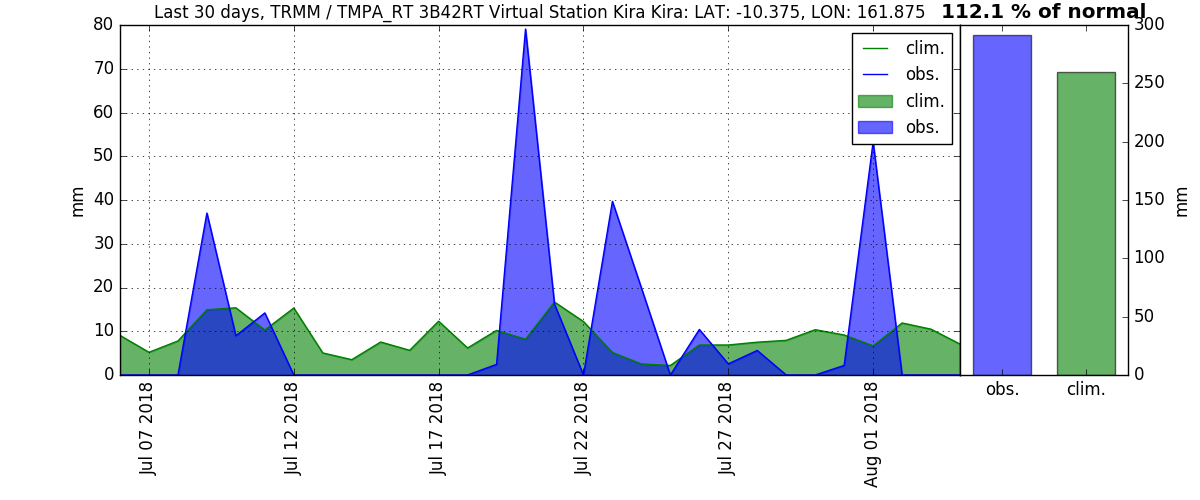 Last 30 days, TRMM / TMPA_RT 3B42RT Virtual Station Kira Kira: LAT: -10.375, LON: 161.875 112.1 % of normal
80
70
60
50
40
30
20
10
0
mm
clim.
obs.
clim.
obs.
300
250
200
150
100
50
0
mm
Jul 07 2018
Jul 12 2018
Jul 17 2018
Jul 22 2018
Jul 27 2018
Aug 01 2018
obs.
clim.